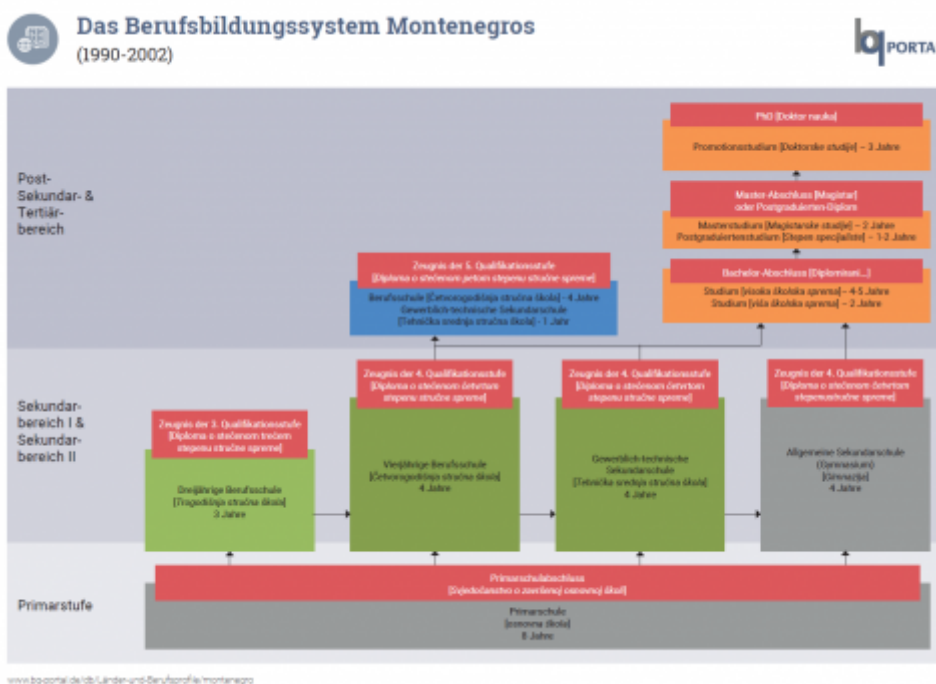 Das Berufsbildungssystem Montenegros
(1990-2002)
bq PORTA
Post-
Sekundar- &
Tertiär-
bereich
PhD [Doktor nauka]
Promotionsstudium [Doktorske studije] – 3 Jahre
Master-Abschluss [Magistar]
oder Postgraduierten-Diplom
Masterstudium [Magistarske studije] – 2 Jahre
Postgraduiertenstudium [Stepen specijaliste] – 1-2 Jahre
Bachelor-Abschluss [Diplomirani...]
Studium [visoka školska sprema] – 4-5 Jahre
Studium [viša školska sprema] – 2 Jahre
Zeugnis der 5. Qualifikationsstufe
[Diploma o stečenom petom stepenu stručne spreme]
Berufsschule [Četvorogodišnja stručna škola] - 4 Jahre
Gewerblich-technische Sekundarschule
[Tehnička srednja stručna škola] - 1 Jahr
Sekundar-
bereich I &
Sekundar-
bereich II
Zeugnis der 3. Qualifikationsstufe
[Diploma o stečenom trećem
stepenu stručne spreme]
Dreijährige Berufsschule
[Trogodišnja stručna škola]
3 Jahre
Zeugnis der 4. Qualifikationsstufe
[Diploma o stečenom četvrtom
stepenu stručne spreme]
Vierjährige Berufsschule
[Četvorogodišnja stručna škola]
4 Jahre
Zeugnis der 4. Qualifikationsstufe
[Diploma o stečenom četvrtom
stepenu stručne spreme]
Gewerblich-technische
Sekundarschule
[Tehnička srednja stručna škola]
4 Jahre
Zeugnis der 4. Qualifikationsstufe
[Diploma o stečenom četvrtom
stepenustručne spreme]
Allgemeine Sekundarschule
(Gymnasium)
[Gimnazija]
4 Jahre
Primarstufe
Primarschulabschluss
[Svjedočanstvo o završenoj osnovnoj školi]
Primarschule
[osnovna škola]
8 Jahre
www.bq-portal.de/db/Länder-und-Berufsprofile/montenegro